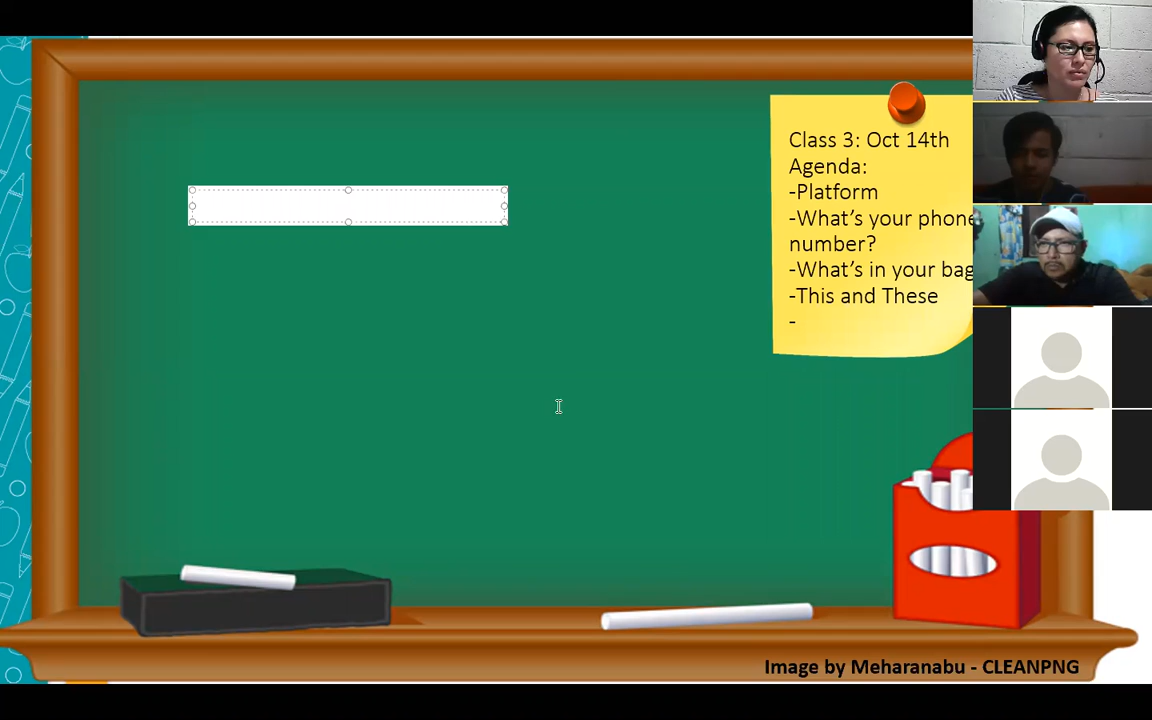 Class 3: Oct 14th
Agenda:
-Platform
-What's your phone
number?
-What's in your bag
-This and These
-
Image by Meharanabu - CLEANPNG